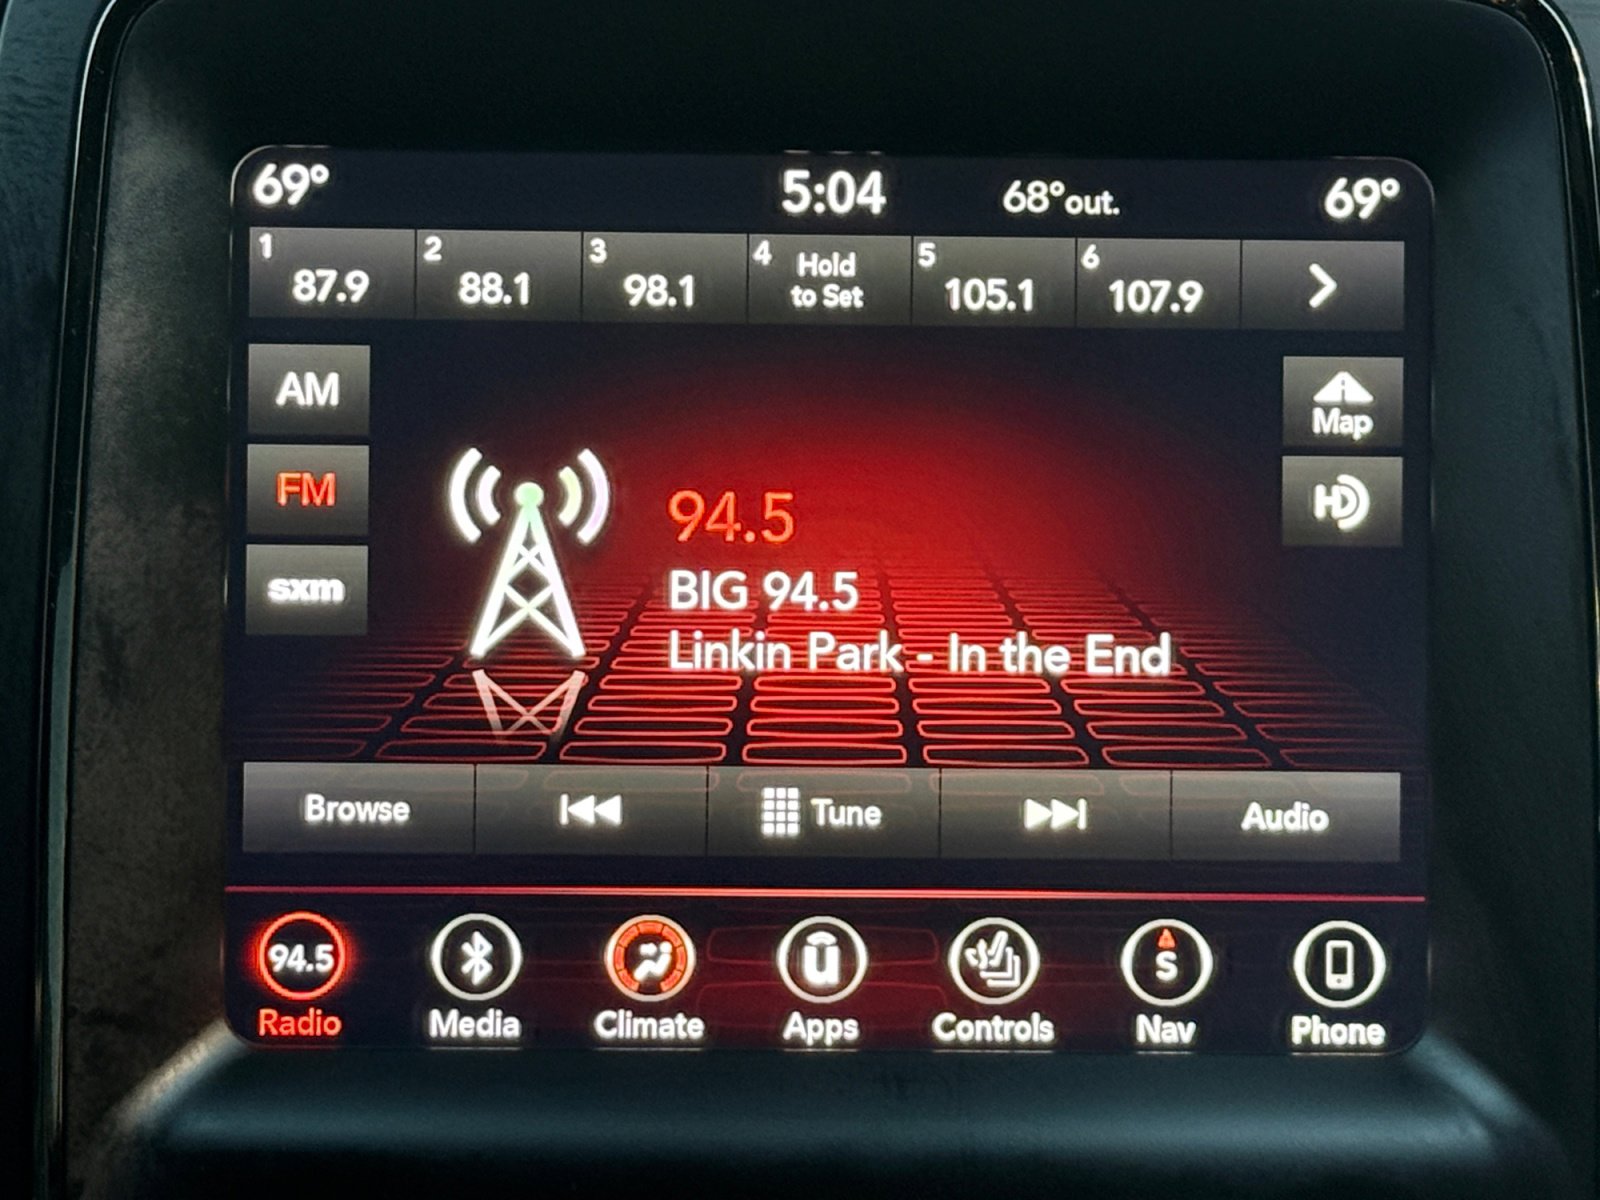 69° 5:04 68°out. 69°
1 87.9
2 88.1
3 98.1
4 Hold
to Set
5 105.1
6 107.9
AM
Map
FM
HD
sxm
94.5
BIG 94.5
Linkin Park - In the End
Browse Tune Audio
94.5 u S
Radio Media Climate Apps Controls Nav Phone